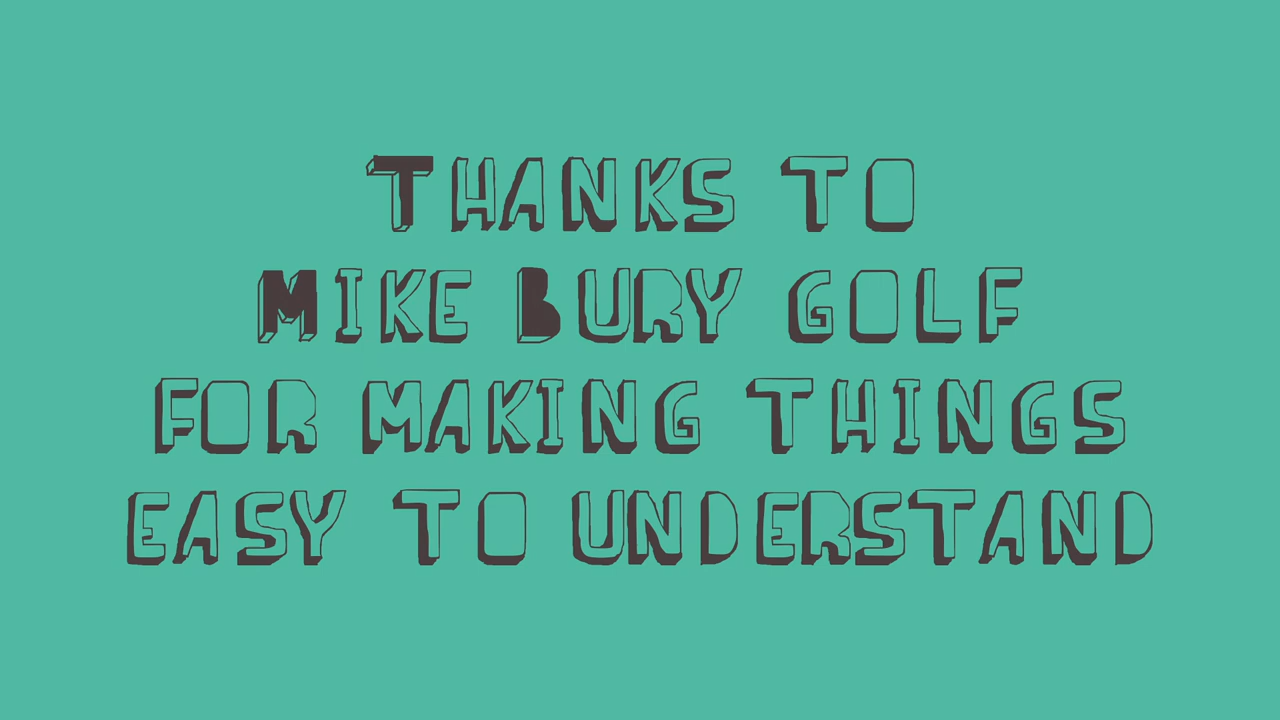 Thanks to
Mike Bury golf
for making things
easy to understand